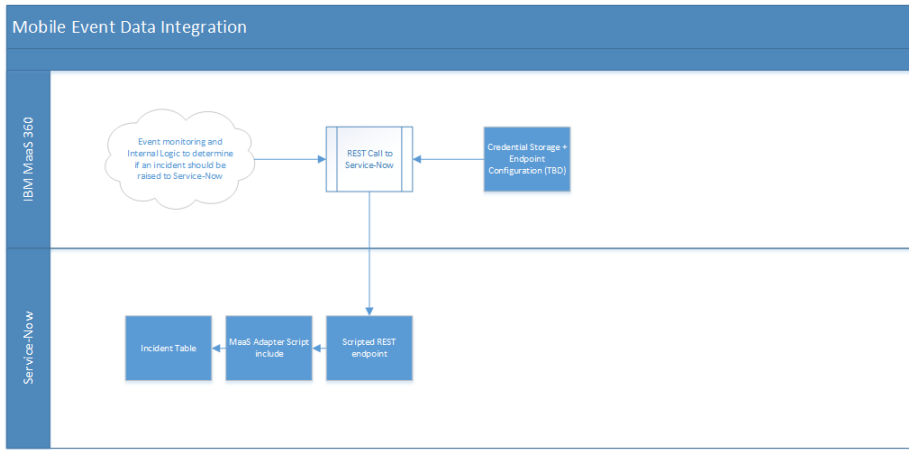 Mobile Event Data Integration
IBM MaaS 360
Event monitoring and
Internal Logic to determine
if an incident should be
raised to Service-Now
REST Call to
Service-Now
Credential Storage +
Endpoint
Configuration (TBD)
Service-Now
Incident Table
MaaS Adapter Script
include
Scripted REST
endpoint